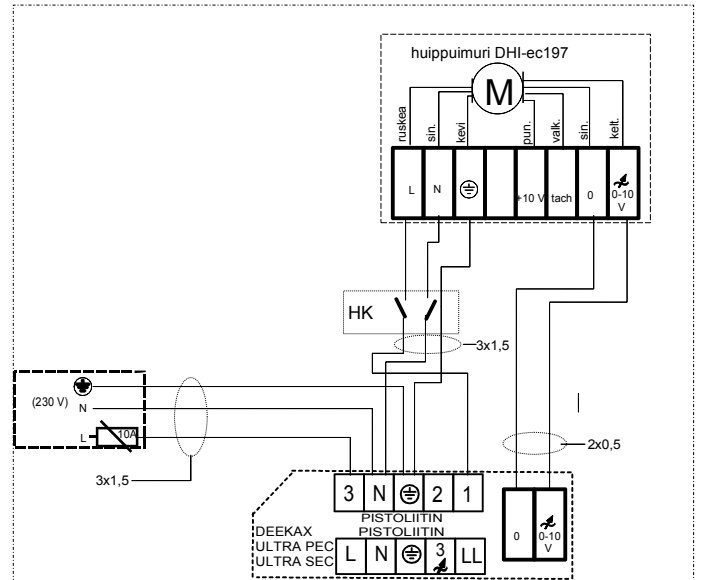 huippuimuri DHI-ec197
M
ruskea
sin.
kevi
pun.
valk.
sin.
kelt.
L
N
+10 V
tach
0
0-10
V
HK
3x1,5
(230 V)
N
L
10A
3x1,5
2x0,5
3 N 2 1
PISTOLIITIN
DEEKAX PISTOLIITIN
ULTRA PEC
ULTRA SEC
L N 3 LL
0
0-10
V